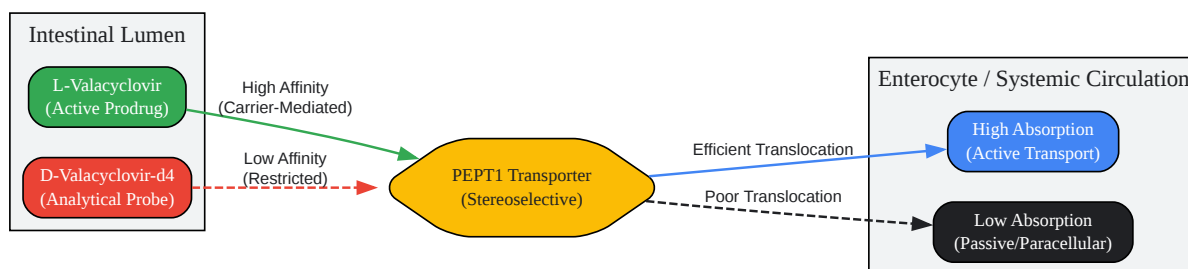 Intestinal Lumen
L-Valacyclovir
(Active Prodrug)
D-Valacyclovir-d4
(Analytical Probe)
High Affinity
(Carrier-Mediated)
Low Affinity
(Restricted)
PEPT1 Transporter
(Stereoselective)
Efficient Translocation
Poor Translocation
Enterocyte / Systemic Circulation
High Absorption
(Active Transport)
Low Absorption
(Passive/Paracellular)